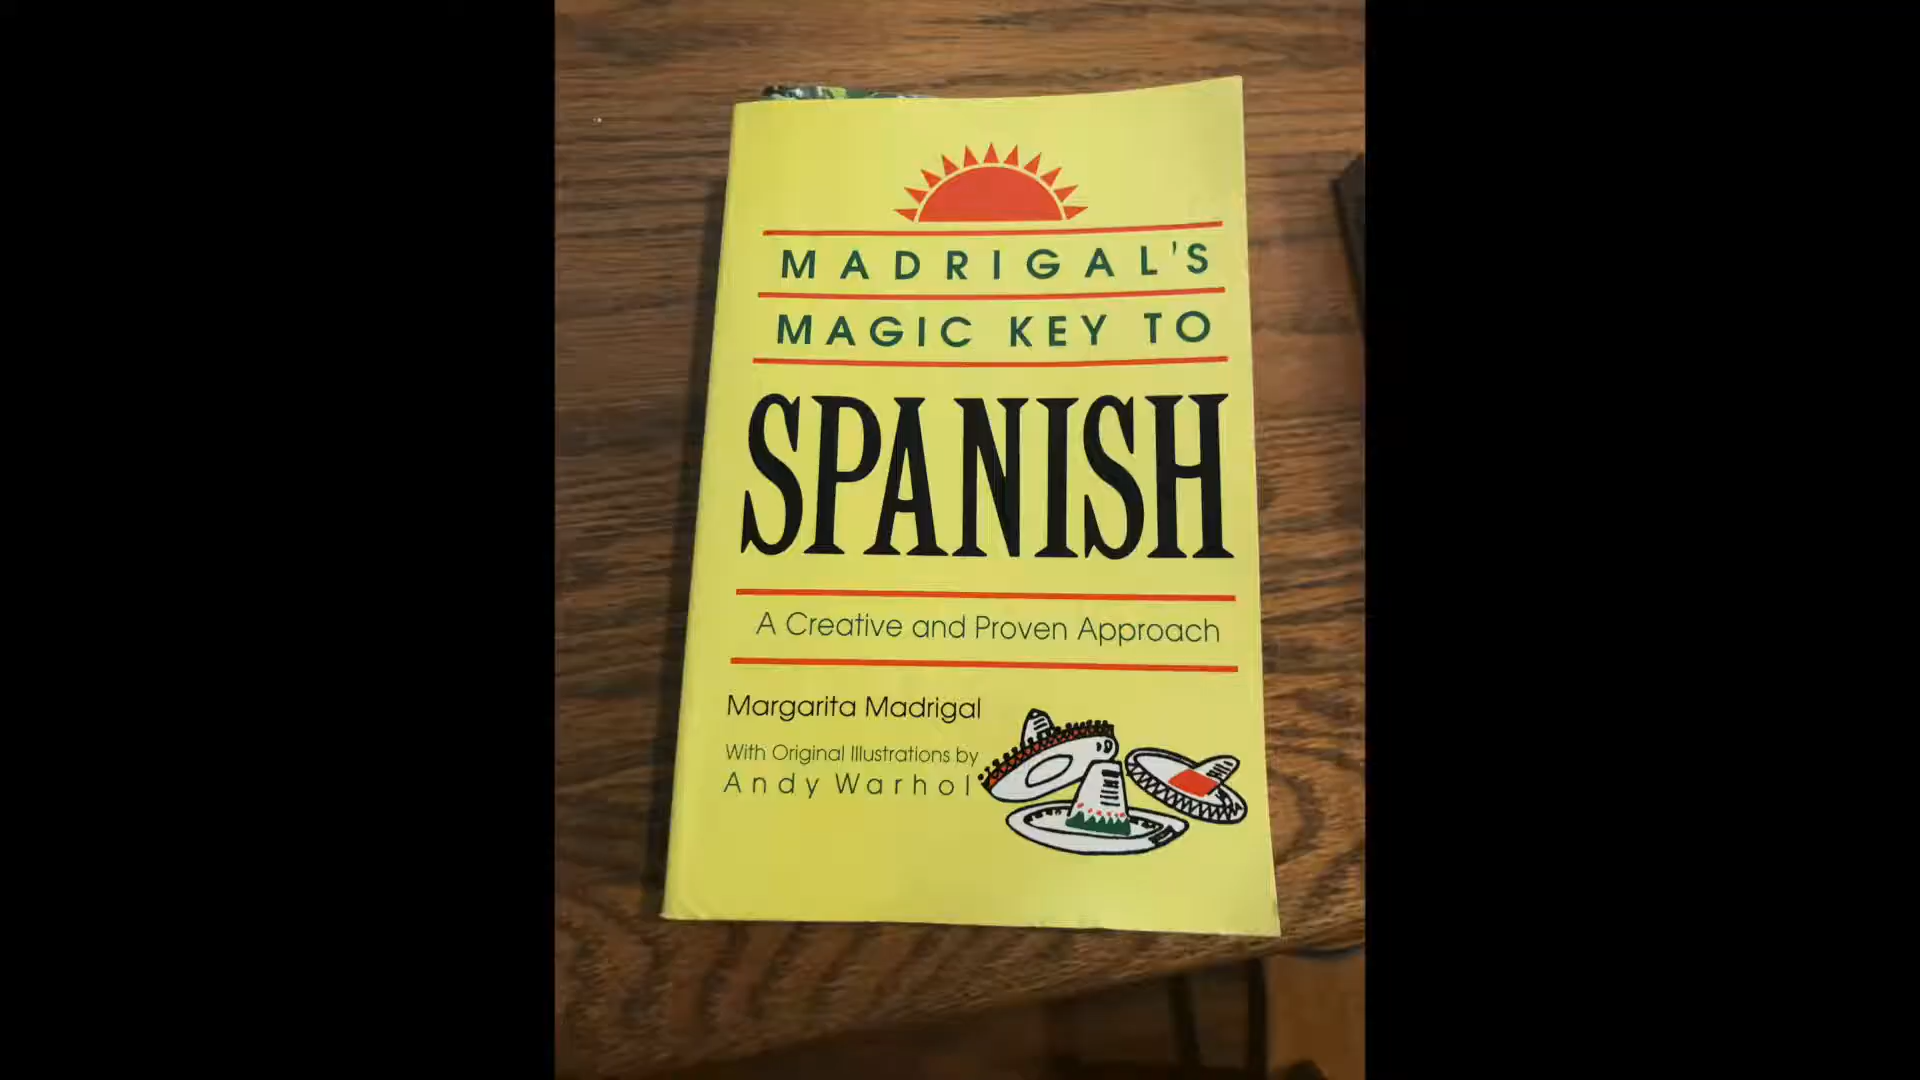 MADRIGAL'S
MAGIC KEY TO
SPANISH
A Creative and Proven Approach
Margarita Madrigal
With Original Illustrations by
Andy Warhol